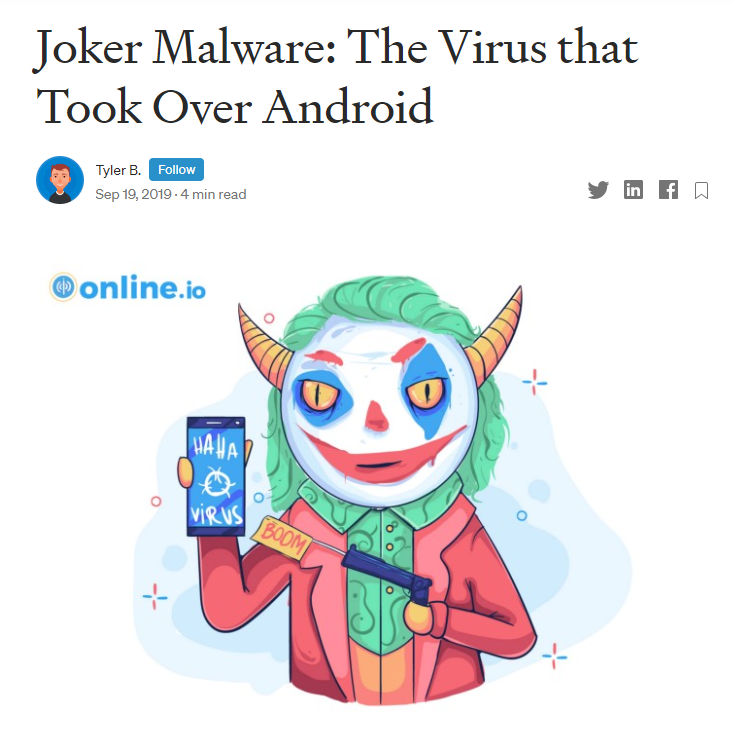 Joker Malware: The Virus that
Took Over Android
Tyler B. Follow
Sep 19, 2019 · 4 min read
online.io
HAHA
VIRUS
BOOM